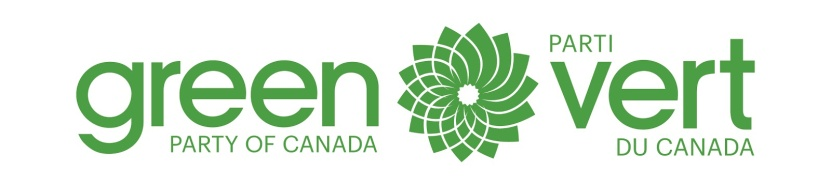 green
PARTY OF CANADA
PARTI
vert
DU CANADA